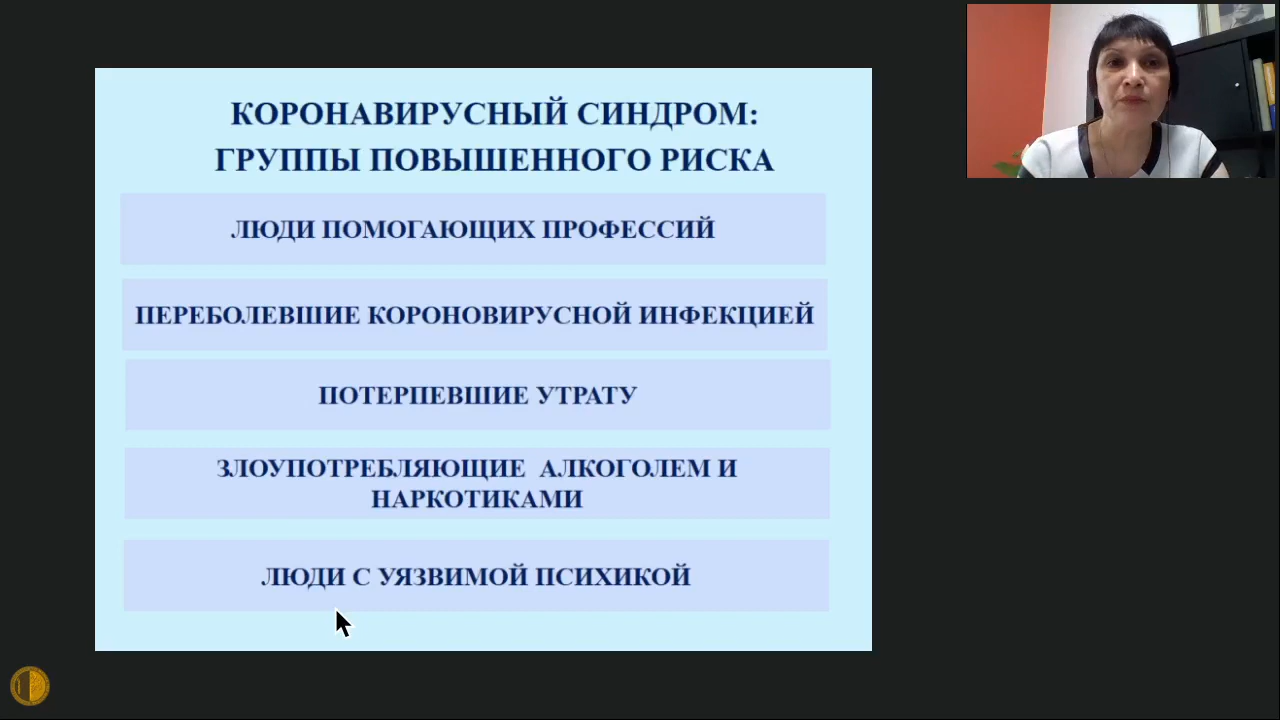 КОРОНАВИРУСНЫЙ СИНДРОМ:
ГРУППЫ ПОВЫШЕННОГО РИСКА
ЛЮДИ ПОМОГАЮЩИХ ПРОФЕССИЙ
ПЕРЕБОЛЕВШИЕ КОРОНОВИРУСНОЙ ИНФЕКЦИЕЙ
ПОТЕРПЕВШИЕ УТРАТУ
ЗЛОУПОТРЕБЛЯЮЩИЕ АЛКОГОЛЕМ И
НАРКОТИКАМИ
ЛЮДИ С УЯЗВИМОЙ ПСИХИКОЙ